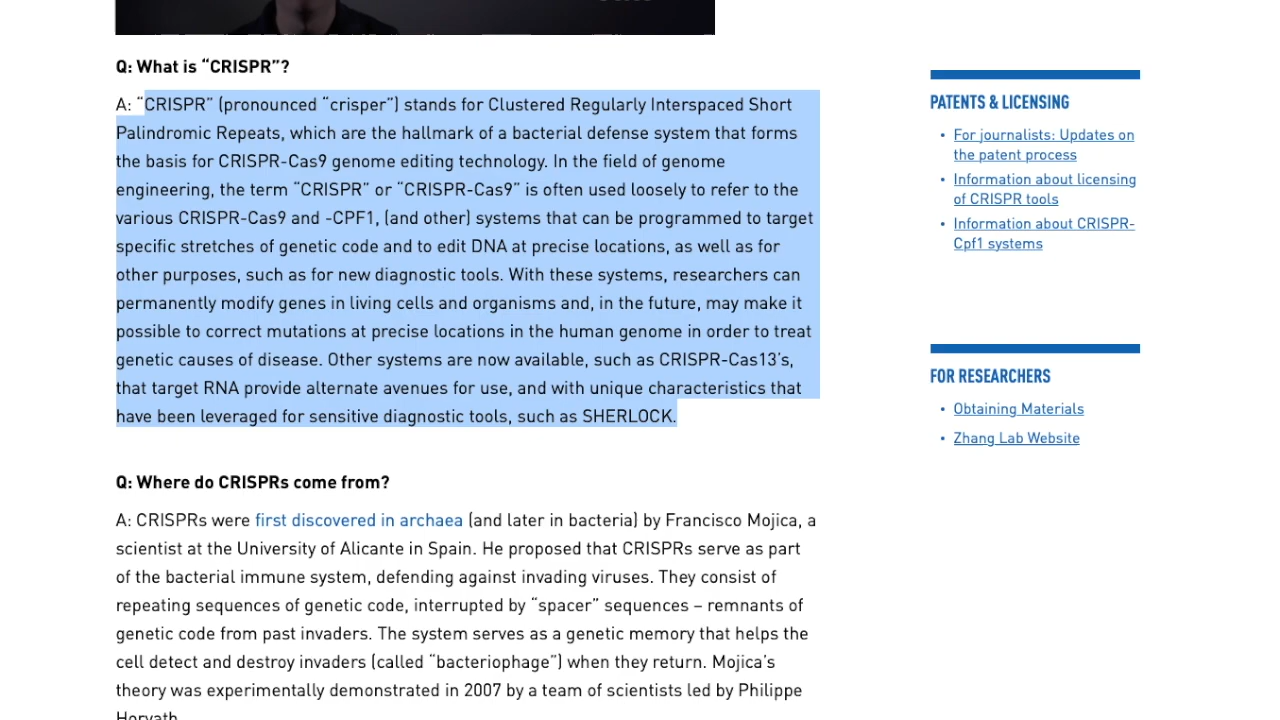 Q: What is “CRISPR”?
A: “CRISPR” (pronounced “crisper”) stands for Clustered Regularly Interspaced Short
Palindromic Repeats, which are the hallmark of a bacterial defense system that forms
the basis for CRISPR-Cas9 genome editing technology. In the field of genome
engineering, the term “CRISPR” or “CRISPR-Cas9” is often used loosely to refer to the
various CRISPR-Cas9 and -CPF1, (and other) systems that can be programmed to target
specific stretches of genetic code and to edit DNA at precise locations, as well as for
other purposes, such as for new diagnostic tools. With these systems, researchers can
permanently modify genes in living cells and organisms and, in the future, may make it
possible to correct mutations at precise locations in the human genome in order to treat
genetic causes of disease. Other systems are now available, such as CRISPR-Cas13’s,
that target RNA provide alternate avenues for use, and with unique characteristics that
have been leveraged for sensitive diagnostic tools, such as SHERLOCK.
Q: Where do CRISPRs come from?
A: CRISPRs were first discovered in archaea (and later in bacteria) by Francisco Mojica, a
scientist at the University of Alicante in Spain. He proposed that CRISPRs serve as part
of the bacterial immune system, defending against invading viruses. They consist of
repeating sequences of genetic code, interrupted by “spacer” sequences – remnants of
genetic code from past invaders. The system serves as a genetic memory that helps the
cell detect and destroy invaders (called “bacteriophage”) when they return. Mojica’s
theory was experimentally demonstrated in 2007 by a team of scientists led by Philippe
Horvath.
PATENTS & LICENSING
• For journalists: Updates on
the patent process
• Information about licensing
of CRISPR tools
• Information about CRISPR-
Cpf1 systems
FOR RESEARCHERS
• Obtaining Materials
• Zhang Lab Website